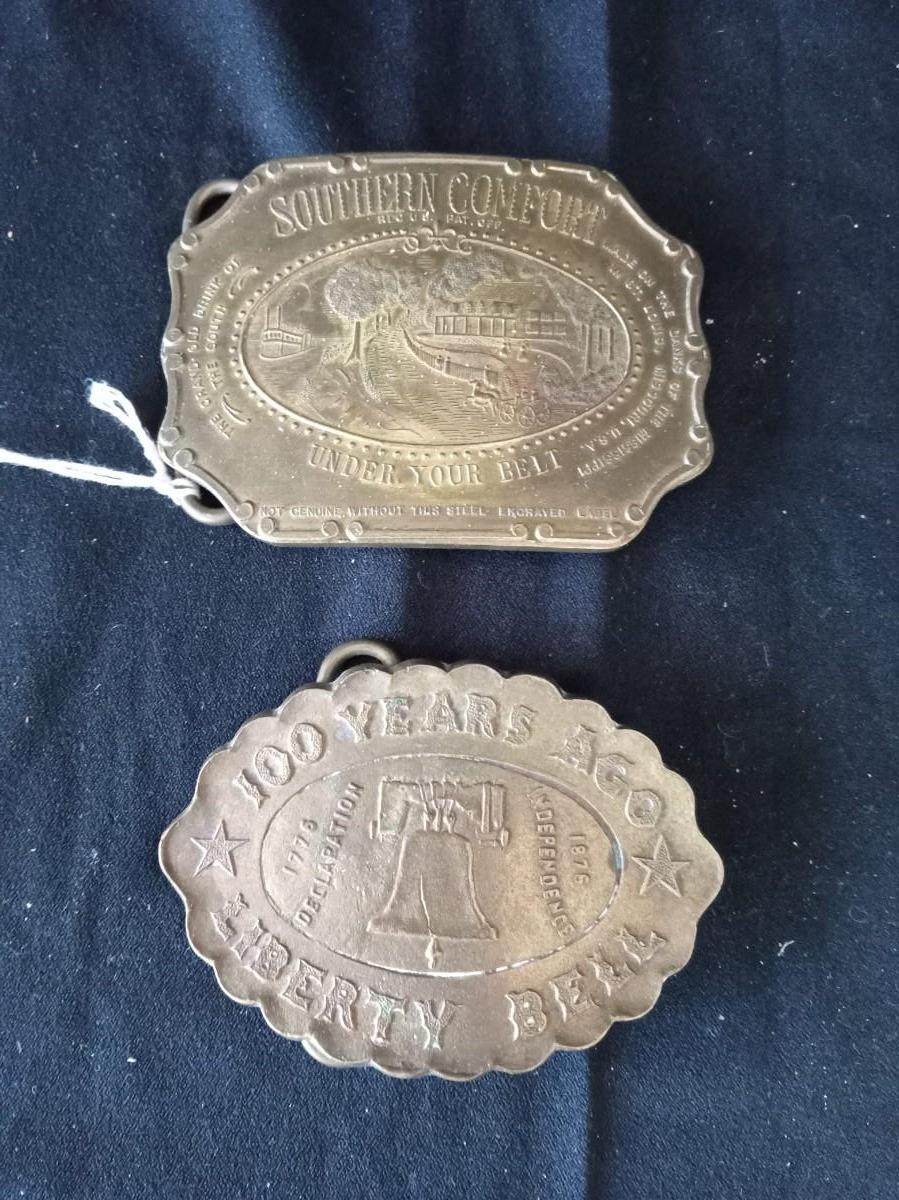 SOUTHERN COMFORT
REG. U.S. PAT. OFF.
THE GRAND OLD DRINK OF
THE SOUTH
MADE ON THE BANKS OF THE MISSISSIPPI
IN ST. LOUIS MISSOURI, U.S.A.
UNDER YOUR BELT
NOT GENUINE WITHOUT THIS STEEL ENGRAVED LABEL
100 YEARS AGO
1776
DECLARATION
1876
INDEPENDENCE
LIBERTY BELL